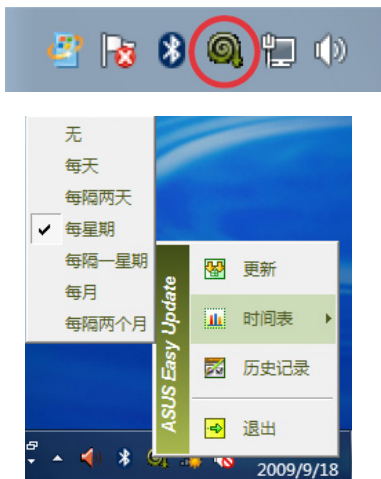 无
每天
每隔两天
每星期
每隔一星期
每月
每隔两个月
ASUS Easy Update
更新
时间表
历史记录
退出
2009/9/18